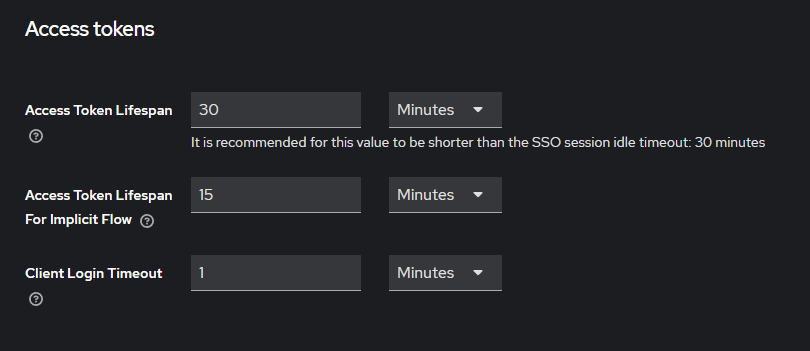 Access tokens
Access Token Lifespan 30 Minutes
It is recommended for this value to be shorter than the SSO session idle timeout: 30 minutes
Access Token Lifespan
For Implicit Flow 15 Minutes
Client Login Timeout 1 Minutes